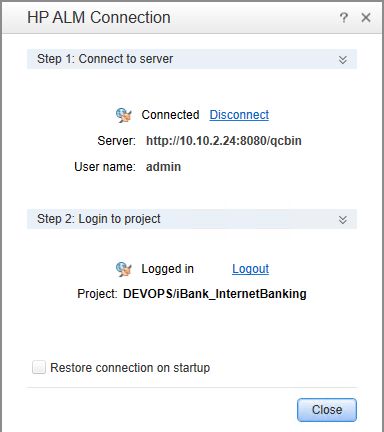 HP ALM Connection ? ×
Step 1: Connect to server
Connected Disconnect
Server: http://10.10.2.24:8080/qcbin
User name: admin
Step 2: Login to project
Logged in Logout
Project: DEVOPS/iBank_InternetBanking
Restore connection on startup
Close